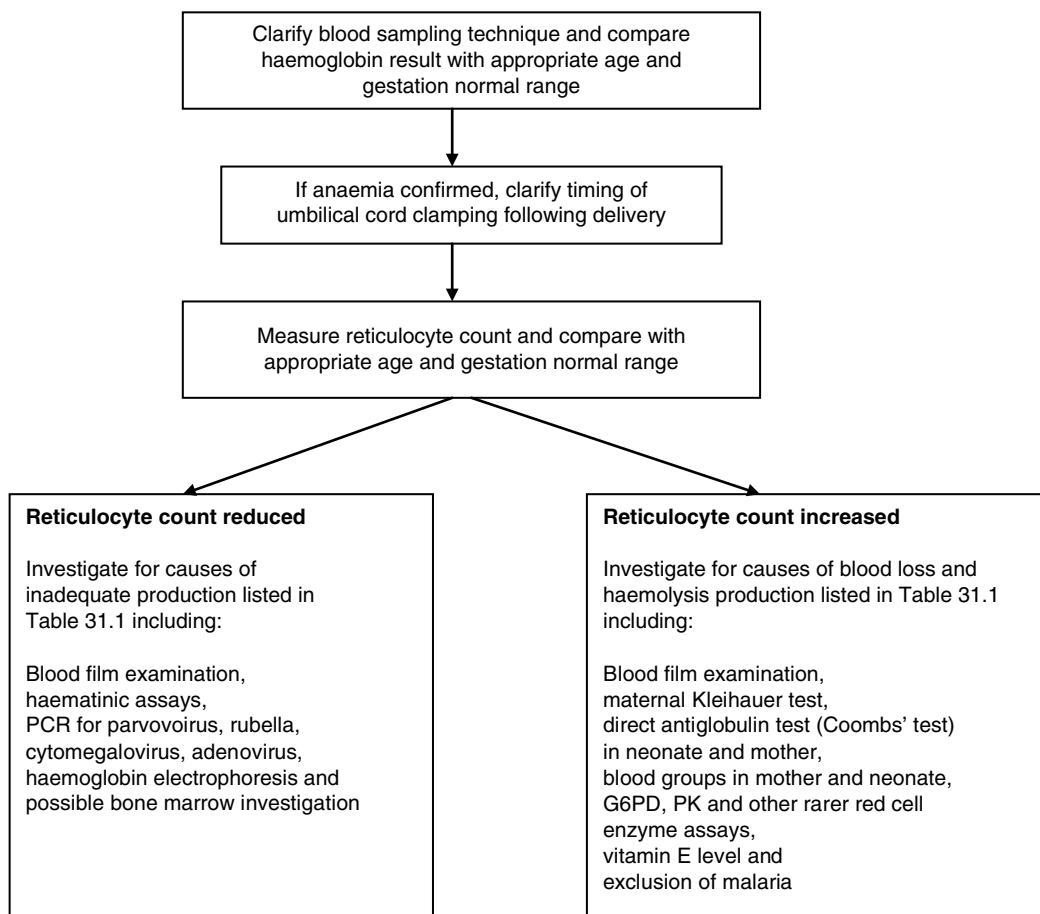 Clarify blood sampling technique and compare
haemoglobin result with appropriate age and
gestation normal range
If anaemia confirmed, clarify timing of
umbilical cord clamping following delivery
Measure reticulocyte count and compare with
appropriate age and gestation normal range
Reticulocyte count reduced
Investigate for causes of
inadequate production listed in
Table 31.1 including:
Blood film examination,
haematinic assays,
PCR for parvovoirus, rubella,
cytomegalovirus, adenovirus,
haemoglobin electrophoresis and
possible bone marrow investigation
Reticulocyte count increased
Investigate for causes of blood loss and
haemolysis production listed in Table 31.1
including:
Blood film examination,
maternal Kleihauer test,
direct antiglobulin test (Coombs' test)
in neonate and mother,
blood groups in mother and neonate,
G6PD, PK and other rarer red cell
enzyme assays,
vitamin E level and
exclusion of malaria